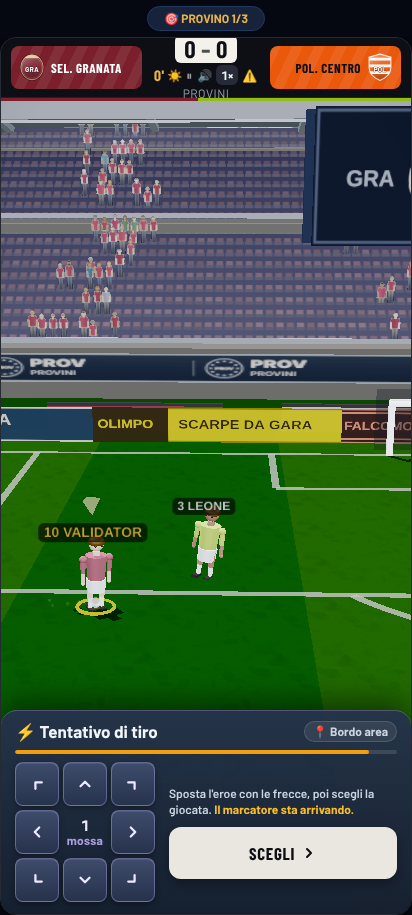 🎯 PROVINO 1/3
GRA SEL. GRANATA
0 - 0
POL. CENTRO POL
0' ☀️ ⏸ 🔊 1× ⚠️
PROVINI
GRA
PROV
PROVINI
PROV
PROVINI
A
OLIMPO
SCARPE DA GARA
3 LEONE
10 VALIDATOR
⚡ Tentativo di tiro
📍 Bordo area
1
mossa
Sposta l'eroe con le frecce, poi scegli la
giocata. Il marcatore sta arrivando.
SCEGLI